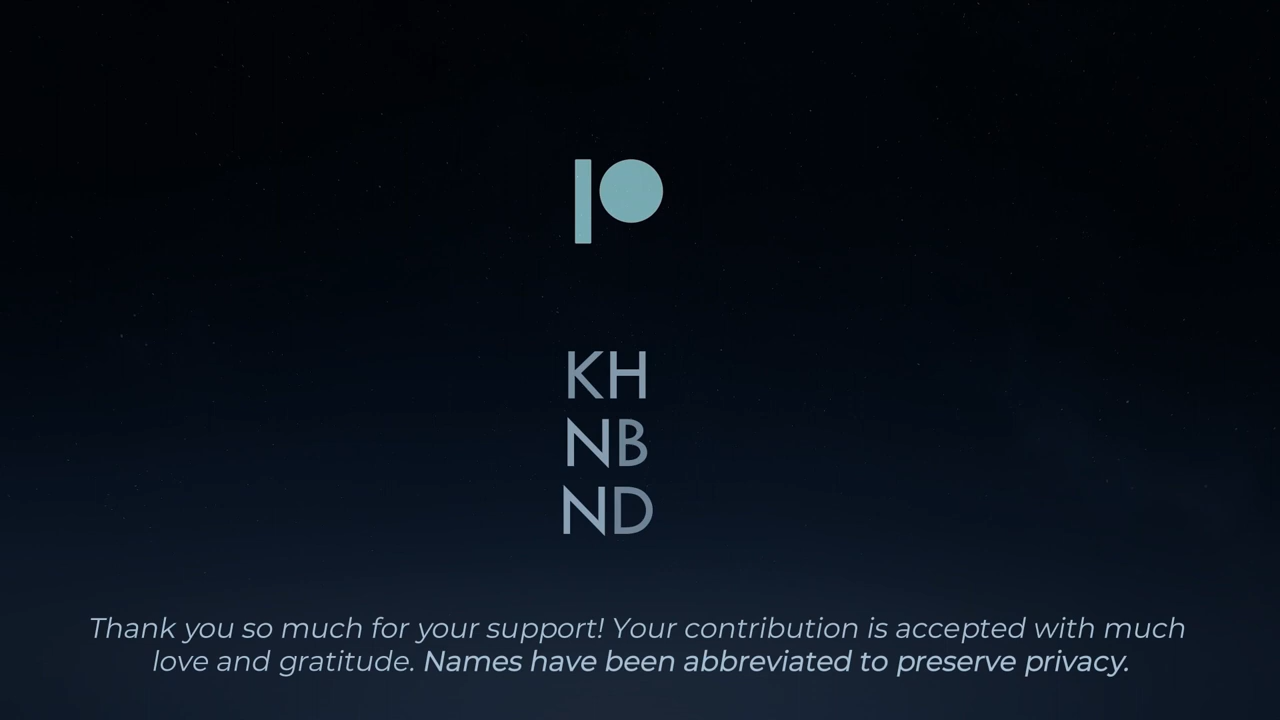 KH
NB
ND
Thank you so much for your support! Your contribution is accepted with much
love and gratitude. Names have been abbreviated to preserve privacy.